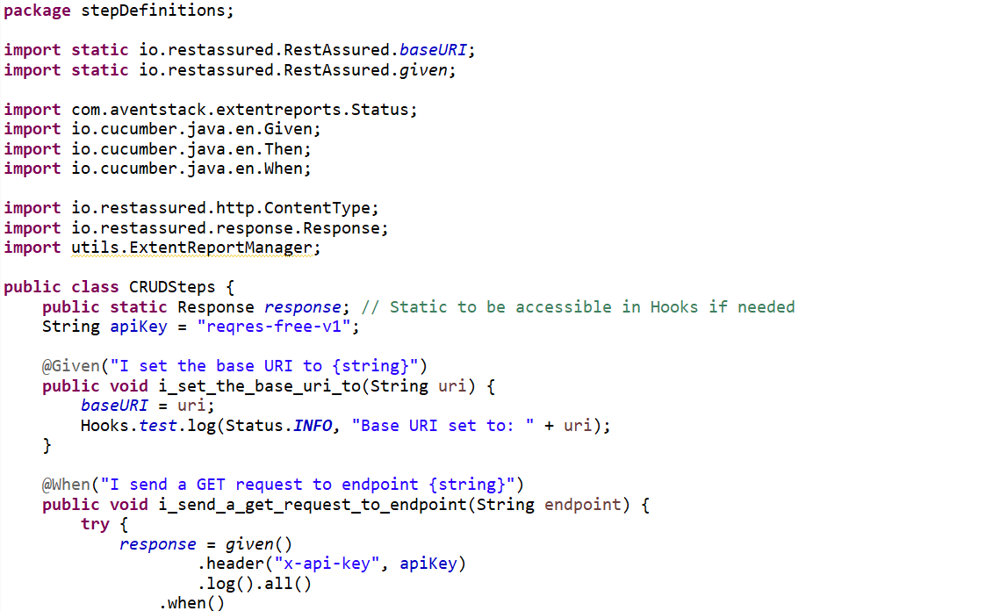 package stepDefinitions;

import static io.restassured.RestAssured.baseURI;
import static io.restassured.RestAssured.given;

import com.aventstack.extentreports.Status;
import io.cucumber.java.en.Given;
import io.cucumber.java.en.Then;
import io.cucumber.java.en.When;

import io.restassured.http.ContentType;
import io.restassured.response.Response;
import utils.ExtentReportManager;

public class CRUDSteps {
    public static Response response; // Static to be accessible in Hooks if needed
    String apiKey = "reqres-free-v1";

    @Given("I set the base URI to {string}")
    public void i_set_the_base_uri_to(String uri) {
        baseURI = uri;
        Hooks.test.log(Status.INFO, "Base URI set to: " + uri);
    }

    @When("I send a GET request to endpoint {string}")
    public void i_send_a_get_request_to_endpoint(String endpoint) {
        try {
            response = given()
                    .header("x-api-key", apiKey)
                    .log().all()
                .when()